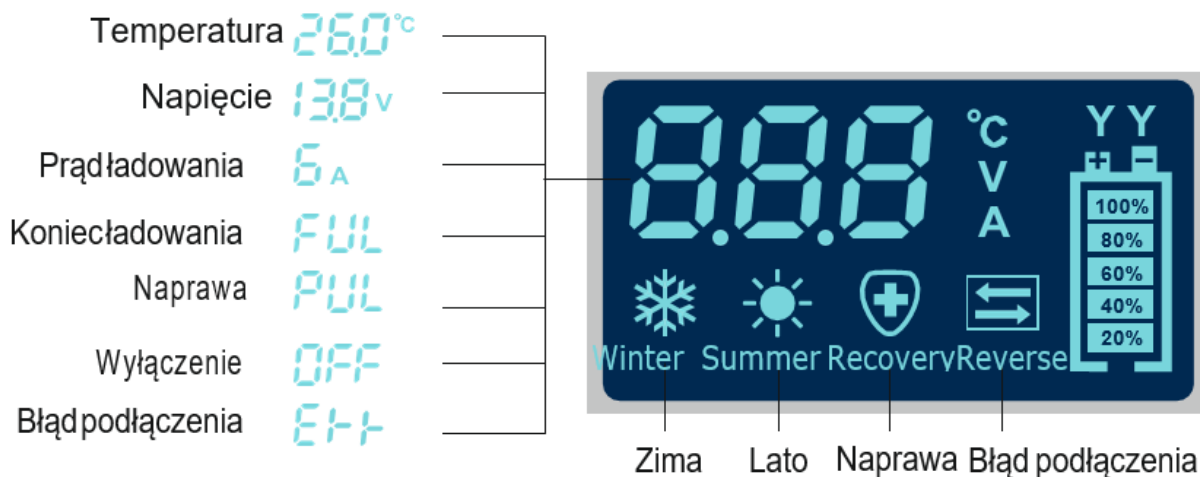 Temperatura 26.0 °C
Napięcie 13.8 V
Prąd ładowania 6 A
Koniec ładowania FUL
Naprawa PUL
Wyłączenie OFF
Błąd podłączenia Err
8.8.8 °C V A
Y Y
+ −
100%
80%
60%
40%
20%
Winter Summer Recovery Reverse
Zima Lato Naprawa Błąd podłączenia